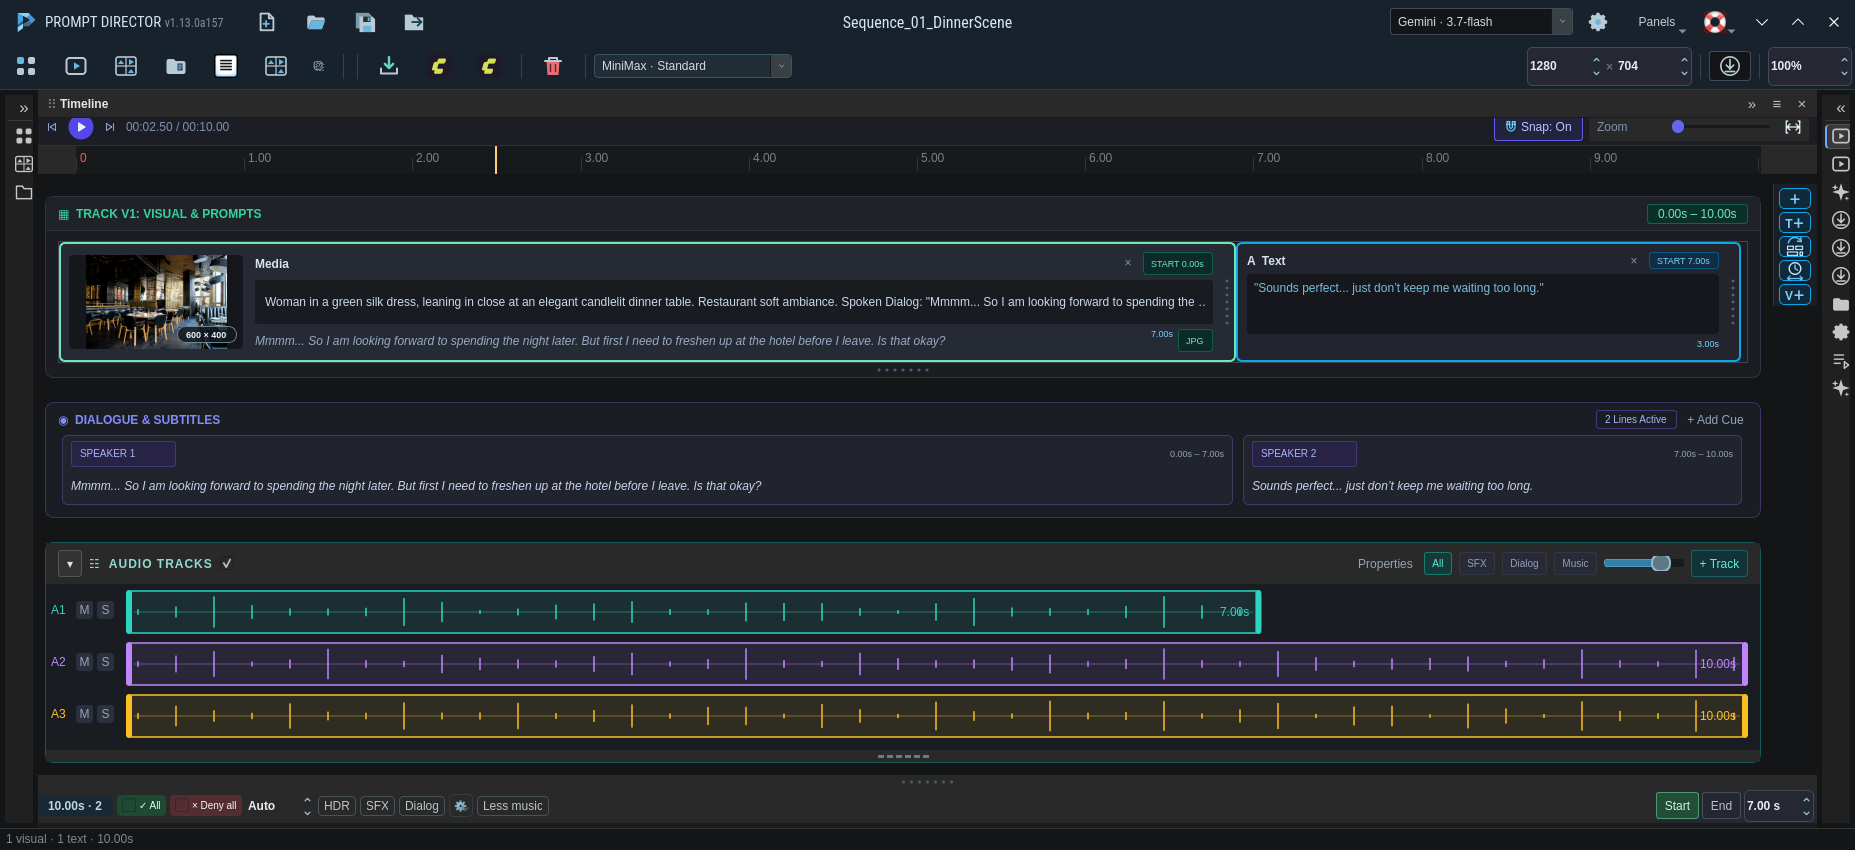 PROMPT DIRECTOR v1.13.0a157
Sequence_01_DinnerScene
Gemini · 3.7-flash
Panels
MiniMax · Standard
1280 × 704
100%
Timeline
00:02.50 / 00:10.00
Snap: On
Zoom
0 1.00 2.00 3.00 4.00 5.00 6.00 7.00 8.00 9.00
TRACK V1: VISUAL & PROMPTS
0.00s – 10.00s
600 × 400
Media
START 0.00s
Woman in a green silk dress, leaning in close at an elegant candlelit dinner table. Restaurant soft ambiance. Spoken Dialog: "Mmmm... So I am looking forward to spending the ..
Mmmm... So I am looking forward to spending the night later. But first I need to freshen up at the hotel before I leave. Is that okay?
7.00s
JPG
A Text
START 7.00s
"Sounds perfect... just don’t keep me waiting too long."
3.00s
T+
V+
DIALOGUE & SUBTITLES
2 Lines Active
+ Add Cue
SPEAKER 1
0.00s – 7.00s
Mmmm... So I am looking forward to spending the night later. But first I need to freshen up at the hotel before I leave. Is that okay?
SPEAKER 2
7.00s – 10.00s
Sounds perfect... just don’t keep me waiting too long.
AUDIO TRACKS
Properties
All
SFX
Dialog
Music
+ Track
A1 M S
7.00s
A2 M S
10.00s
A3 M S
10.00s
10.00s · 2
✓ All
× Deny all
Auto
HDR
SFX
Dialog
Less music
Start
End
7.00 s
1 visual · 1 text · 10.00s